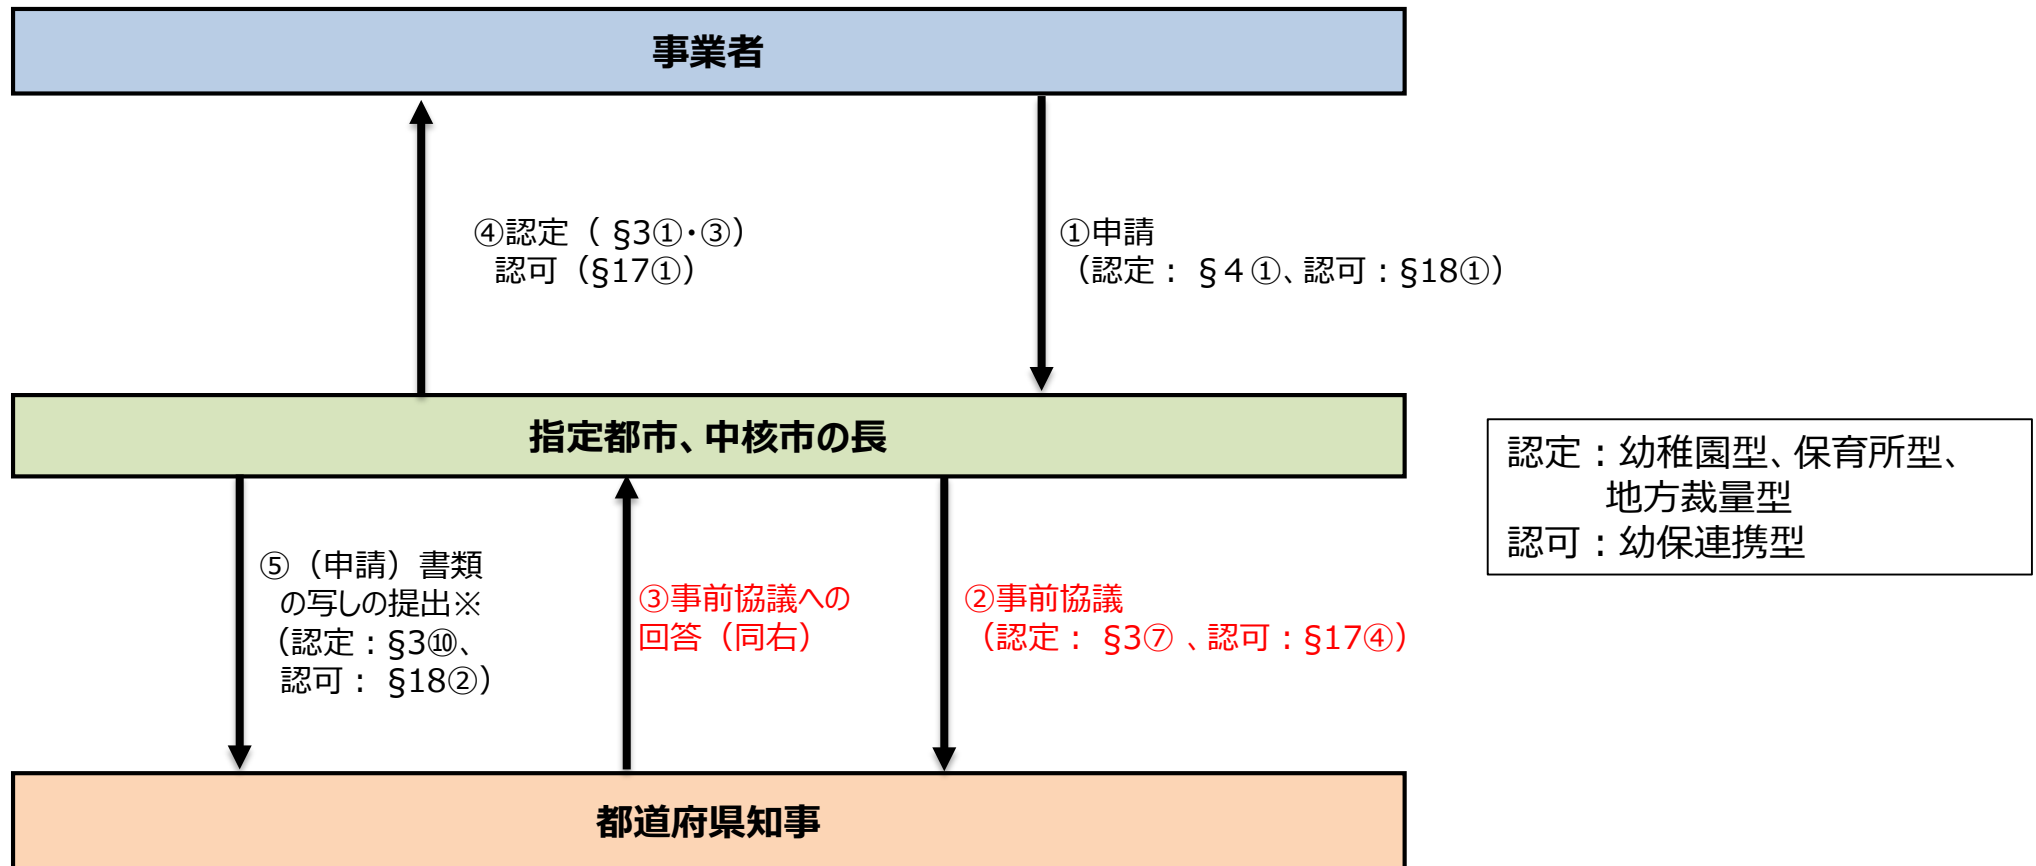 事業者
④認定（ §3①・③）
認可（§17①）
①申請
（認定： §４①、認可：§18①）
指定都市、中核市の長
認定：幼稚園型、保育所型、
地方裁量型
認可：幼保連携型
⑤（申請）書類
の写しの提出※
（認定：§3⑩、
認可： §18②）
③事前協議への
回答（同右）
②事前協議
（認定： §3⑦ 、認可：§17④）
都道府県知事